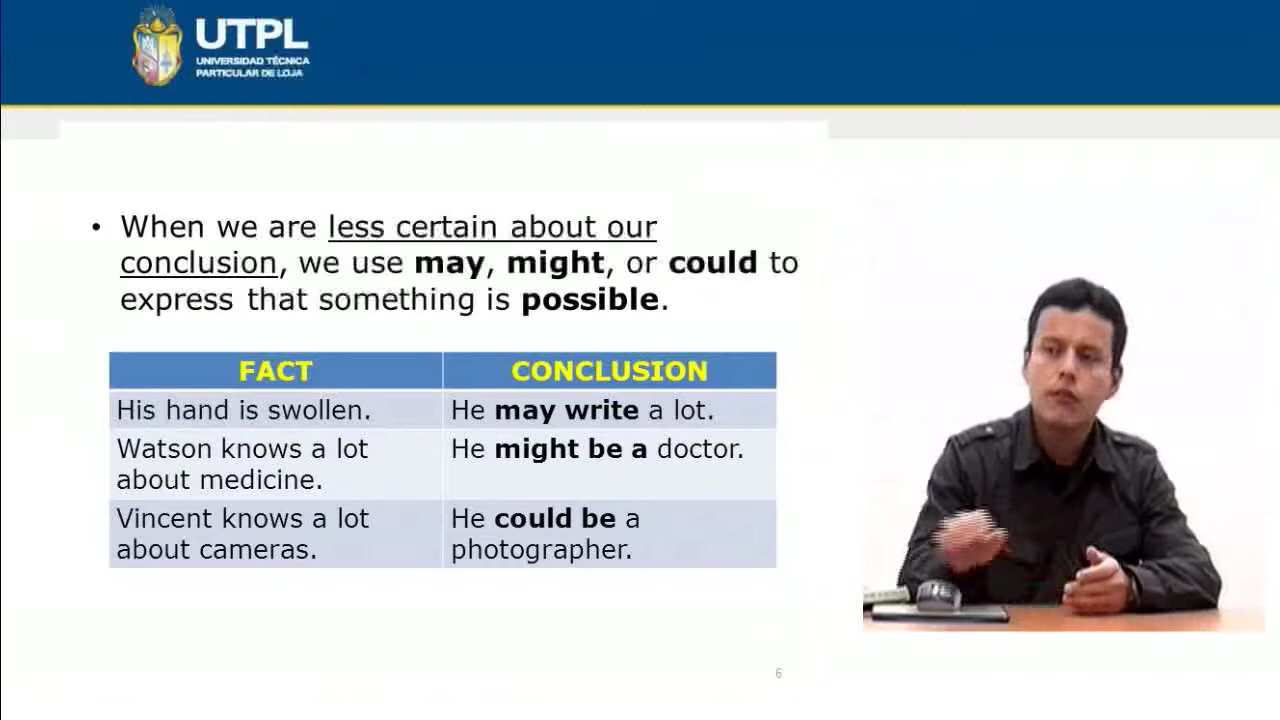 UTPL
UNIVERSIDAD TÉCNICA
PARTICULAR DE LOJA
• When we are less certain about our
conclusion, we use may, might, or could to
express that something is possible.
FACT CONCLUSION
His hand is swollen. He may write a lot.
Watson knows a lot He might be a doctor.
about medicine.
Vincent knows a lot He could be a
about cameras. photographer.
6